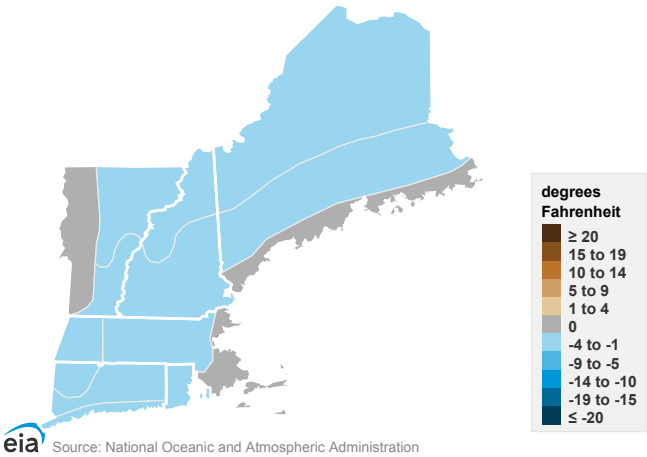 degrees
Fahrenheit
≥ 20
15 to 19
10 to 14
5 to 9
1 to 4
0
-4 to -1
-9 to -5
-14 to -10
-19 to -15
≤ -20
eia Source: National Oceanic and Atmospheric Administration